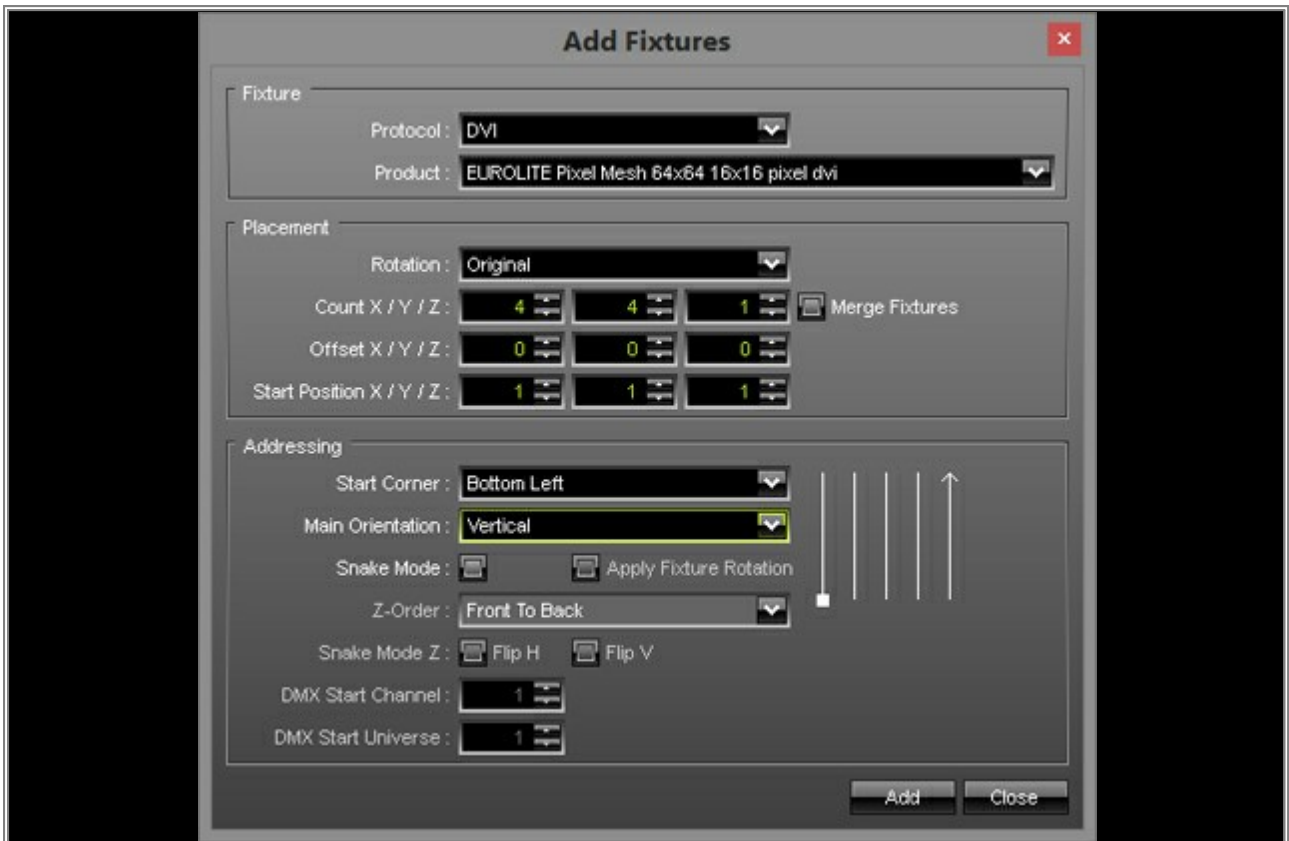 Add Fixtures
Fixture
Protocol : DVI
Product : EUROLITE Pixel Mesh 64x64 16x16 pixel dvi
Placement
Rotation : Original
Count X / Y / Z : 4 4 1 Merge Fixtures
Offset X / Y / Z : 0 0 0
Start Position X / Y / Z : 1 1 1
Addressing
Start Corner : Bottom Left
Main Orientation : Vertical
Snake Mode : Apply Fixture Rotation
Z-Order : Front To Back
Snake Mode Z : Flip H Flip V
DMX Start Channel : 1
DMX Start Universe : 1
Add Close